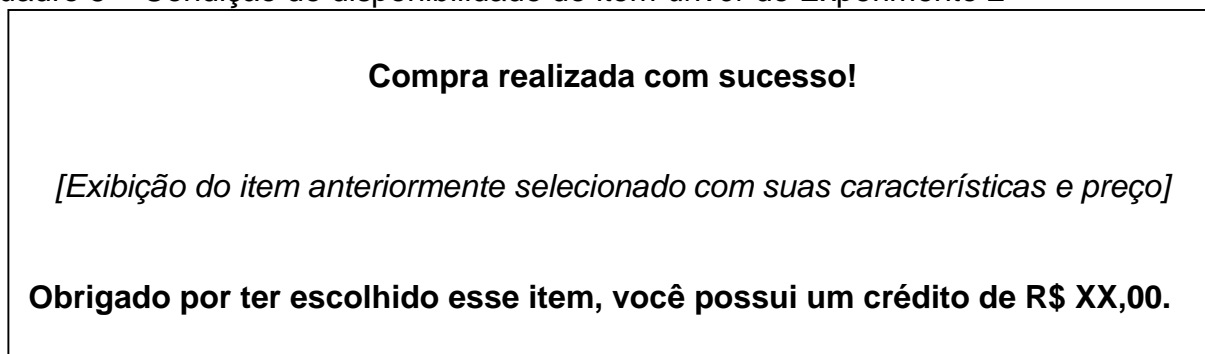 Compra realizada com sucesso!
[Exibição do item anteriormente selecionado com suas características e preço]
Obrigado por ter escolhido esse item, você possui um crédito de R$ XX,00.